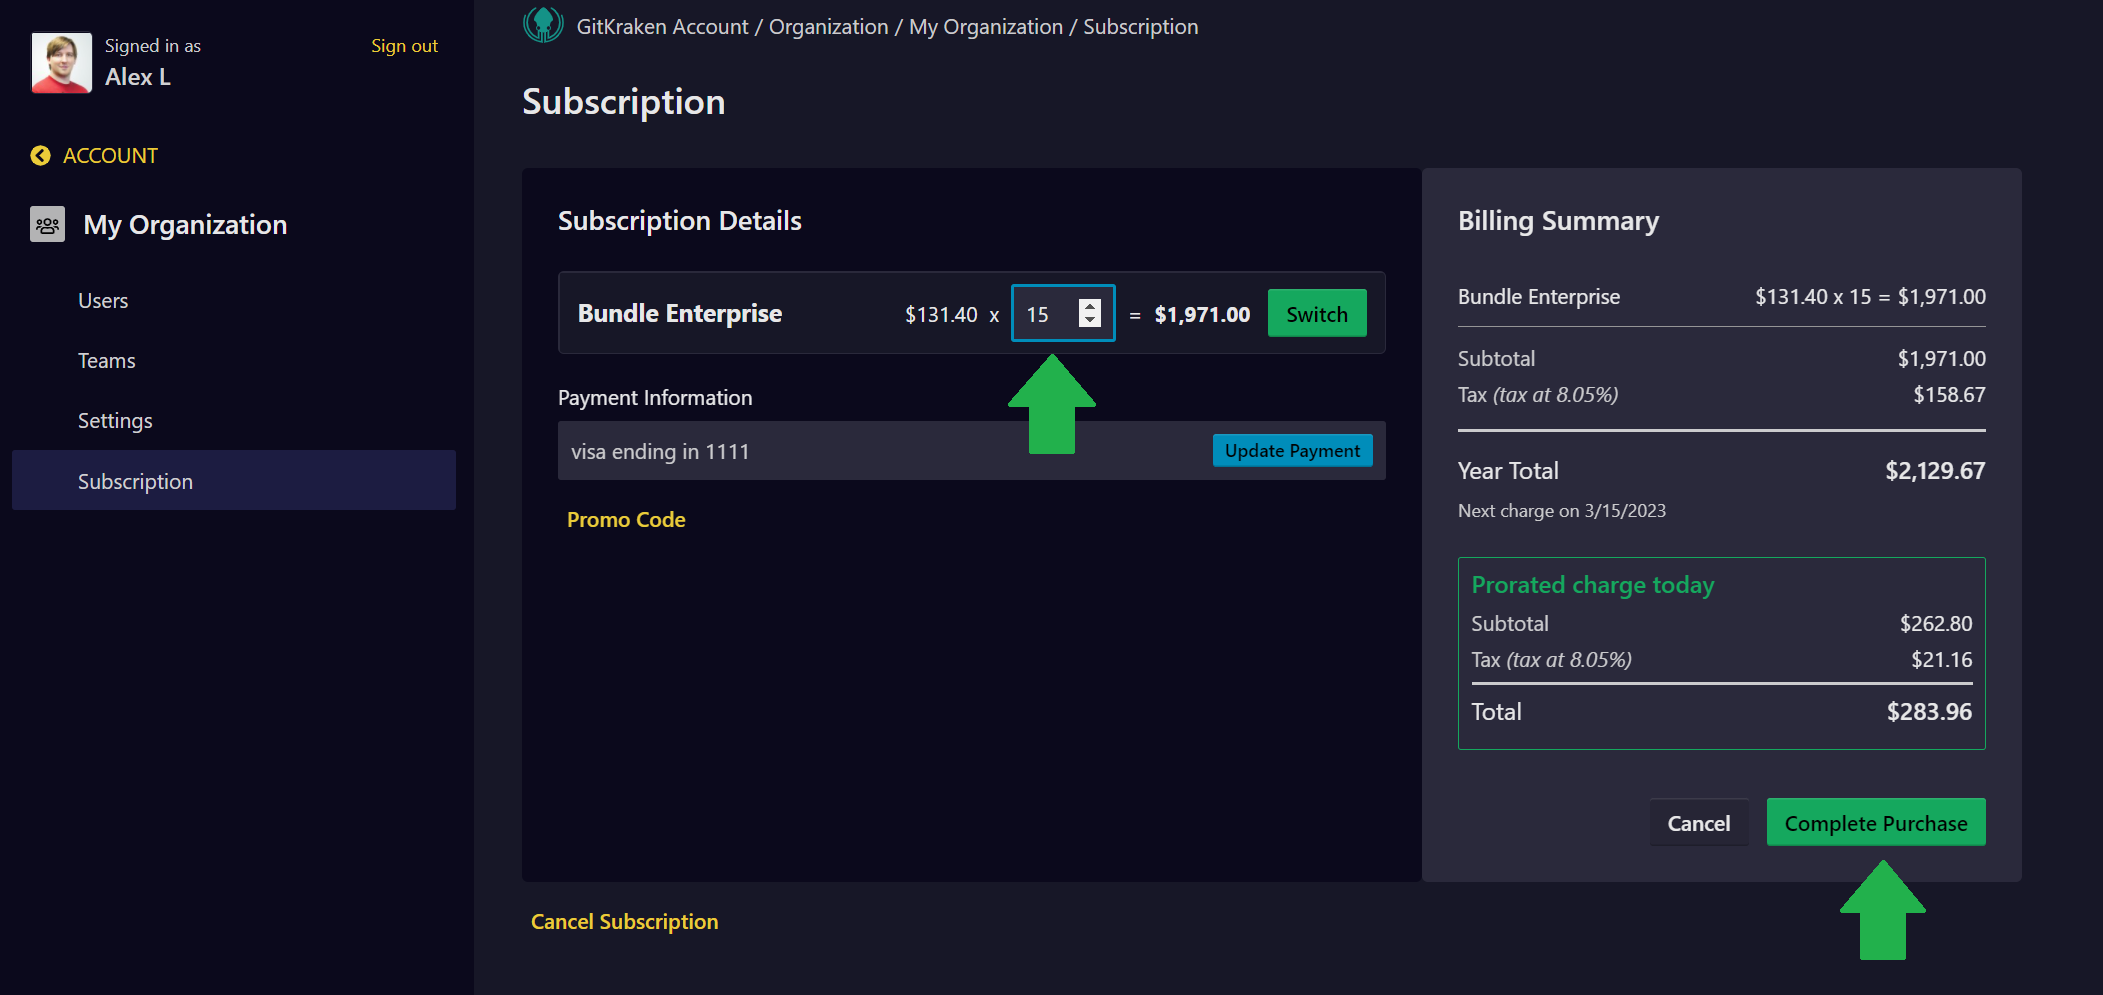 Signed in as
Alex L
Sign out
ACCOUNT
My Organization
Users
Teams
Settings
Subscription
GitKraken Account / Organization / My Organization / Subscription
Subscription
Subscription Details
Bundle Enterprise $131.40 x 15 = $1,971.00 Switch
Payment Information
visa ending in 1111 Update Payment
Promo Code
Billing Summary
Bundle Enterprise $131.40 x 15 = $1,971.00
Subtotal $1,971.00
Tax (tax at 8.05%) $158.67
Year Total $2,129.67
Next charge on 3/15/2023
Prorated charge today
Subtotal $262.80
Tax (tax at 8.05%) $21.16
Total $283.96
Cancel Complete Purchase
Cancel Subscription